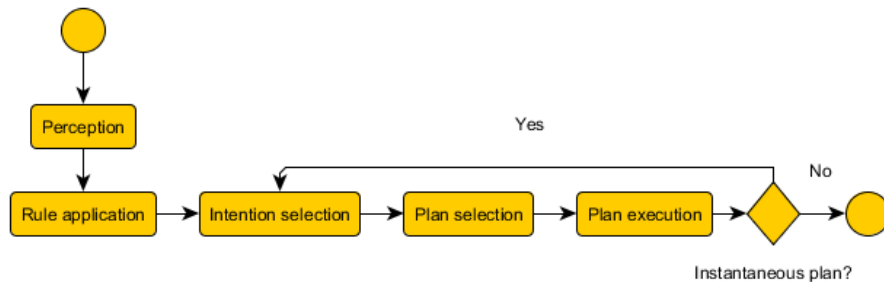 Perception
Yes
No
Rule application
Intention selection
Plan selection
Plan execution
Instantaneous plan?